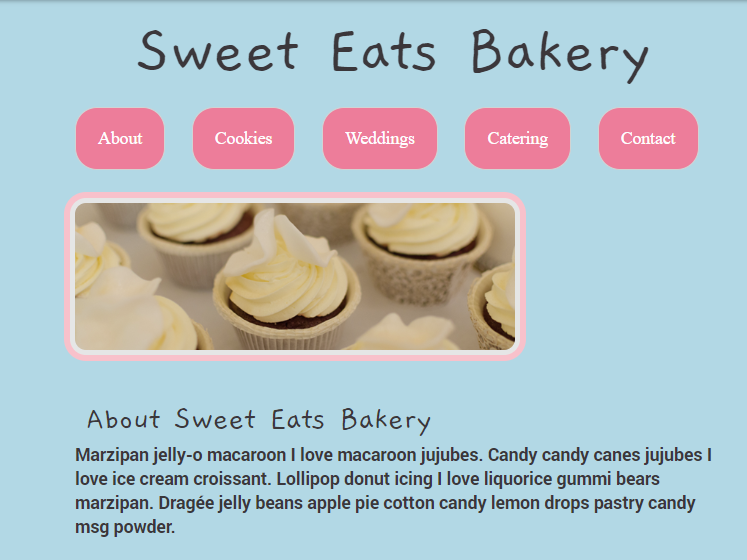 Sweet Eats Bakery
About Cookies Weddings Catering Contact
About Sweet Eats Bakery
Marzipan jelly-o macaroon I love macaroon jujubes. Candy candy canes jujubes I
love ice cream croissant. Lollipop donut icing I love liquorice gummi bears
marzipan. Dragée jelly beans apple pie cotton candy lemon drops pastry candy
msg powder.